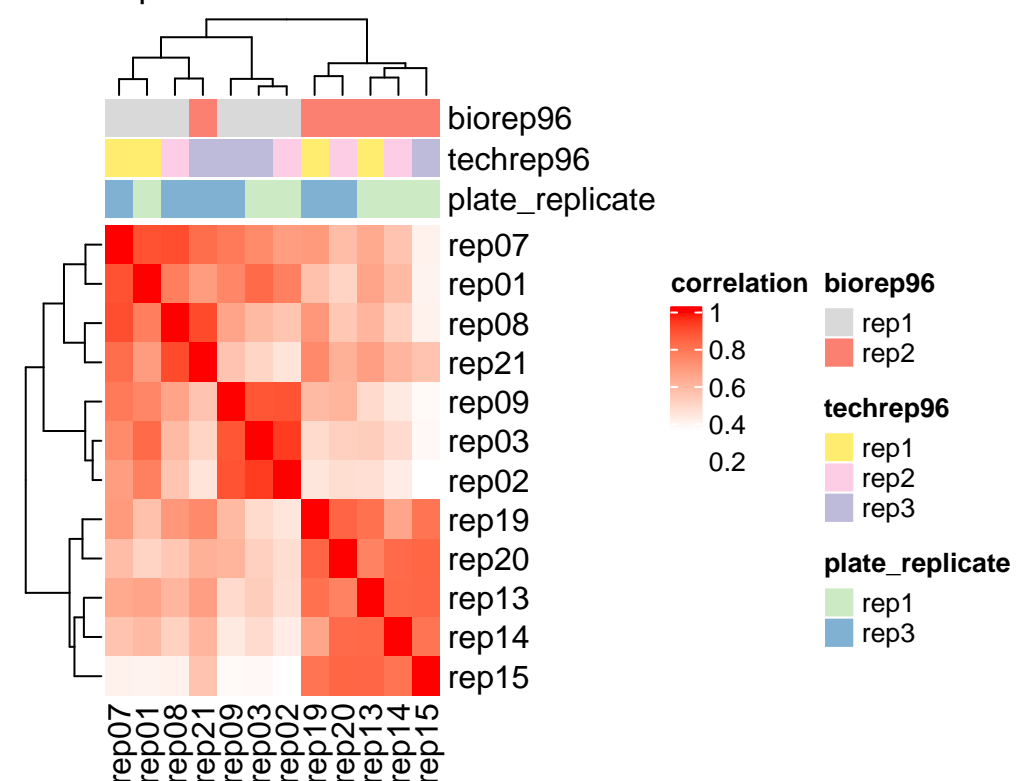 biorep96
techrep96
plate_replicate
rep07
rep01
rep08
rep21
rep09
rep03
rep02
rep19
rep20
rep13
rep14
rep15
rep07 rep01 rep08 rep21 rep09 rep03 rep02 rep19 rep20 rep13 rep14 rep15
correlation
1
0.8
0.6
0.4
0.2
biorep96
rep1
rep2
techrep96
rep1
rep2
rep3
plate_replicate
rep1
rep3